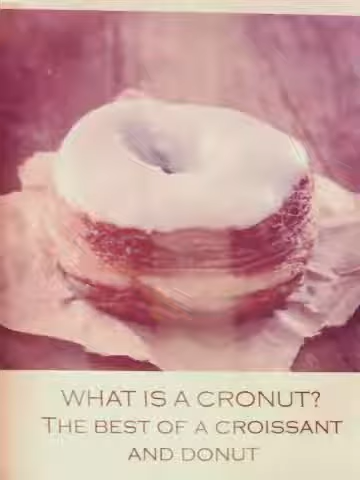 WHAT IS A CRONUT?
THE BEST OF A CROISSANT
AND DONUT